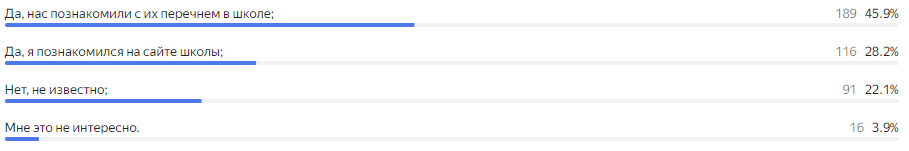 Да, нас познакомили с их перечнем в школе; 189 45.9%
Да, я познакомился на сайте школы; 116 28.2%
Нет, не известно; 91 22.1%
Мне это не интересно. 16 3.9%